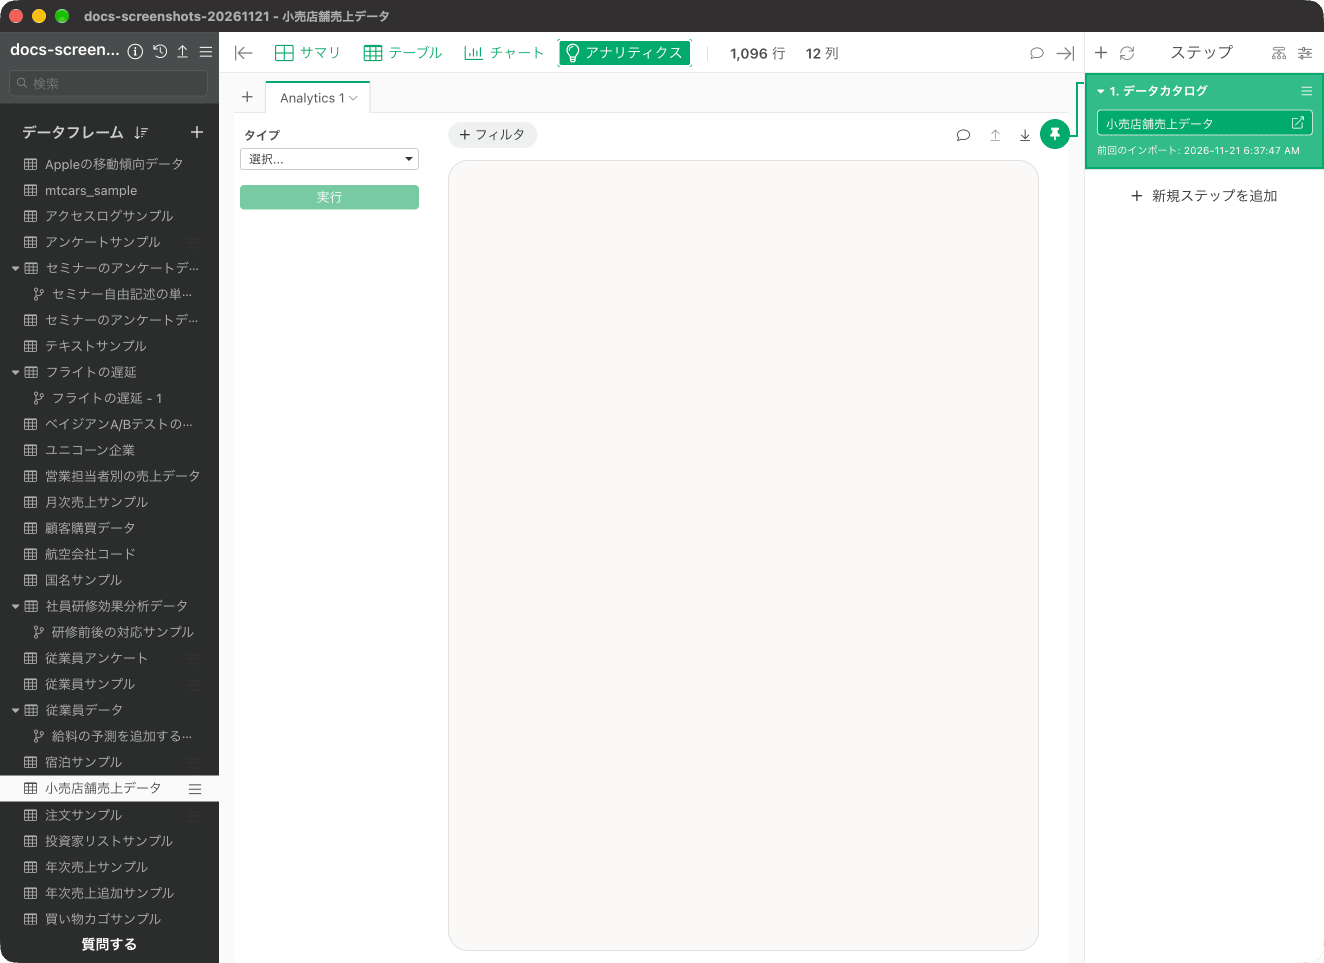 docs-screenshots-20261121 - 小売店舗売上データ
docs-screen...
検索
データフレーム
Appleの移動傾向データ
mtcars_sample
アクセスログサンプル
アンケートサンプル
セミナーのアンケートデ…
セミナー自由記述の単…
セミナーのアンケートデ…
テキストサンプル
フライトの遅延
フライトの遅延 - 1
ベイジアンA/Bテストの…
ユニコーン企業
営業担当者別の売上データ
月次売上サンプル
顧客購買データ
航空会社コード
国名サンプル
社員研修効果分析データ
研修前後の対応サンプル
従業員アンケート
従業員サンプル
従業員データ
給料の予測を追加する…
宿泊サンプル
小売店舗売上データ
注文サンプル
投資家リストサンプル
年次売上サンプル
年次売上追加サンプル
買い物カゴサンプル
質問する
サマリ
テーブル
チャート
アナリティクス
1,096 行
12 列
Analytics 1
タイプ
選択...
実行
フィルタ
ステップ
1. データカタログ
小売店舗売上データ
前回のインポート: 2026-11-21 6:37:47 AM
新規ステップを追加